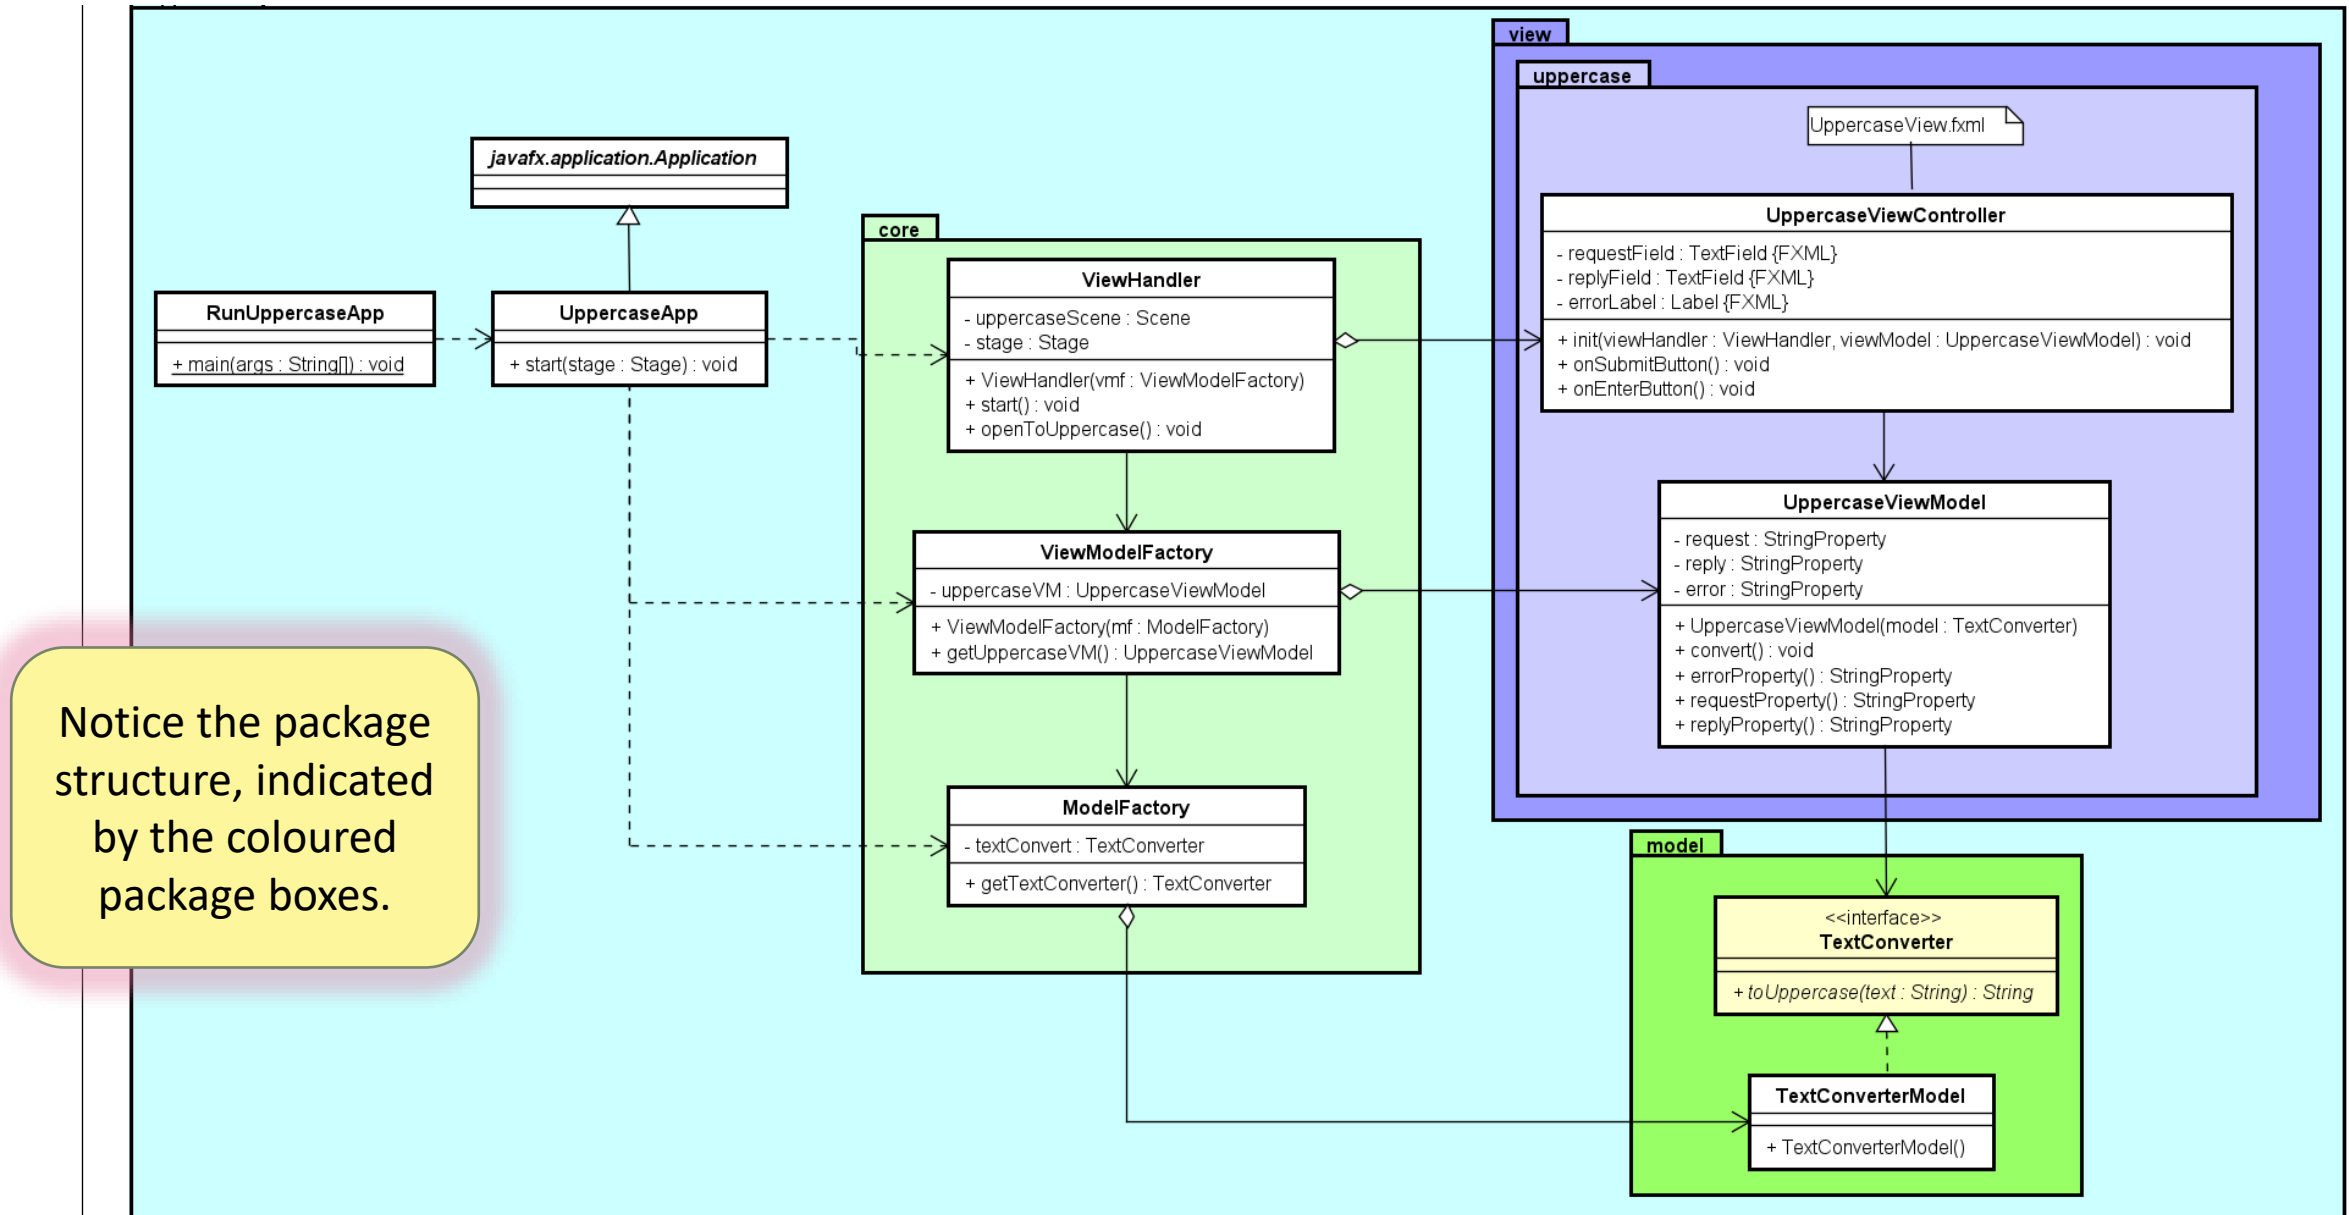 view
uppercase
UppercaseView.fxml
javafx.application.Application
UppercaseViewController
- requestField : TextField {FXML}
- replyField : TextField {FXML}
- errorLabel : Label {FXML}
+ init(viewHandler : ViewHandler, viewModel : UppercaseViewModel) : void
+ onSubmitButton() : void
+ onEnterButton() : void
core
ViewHandler
- uppercaseScene : Scene
- stage : Stage
+ ViewHandler(vmf : ViewModelFactory)
+ start() : void
+ openToUppercase() : void
RunUppercaseApp
+ main(args : String[]) : void
UppercaseApp
+ start(stage : Stage) : void
UppercaseViewModel
- request : StringProperty
- reply : StringProperty
- error : StringProperty
+ UppercaseViewModel(model : TextConverter)
+ convert() : void
+ errorProperty() : StringProperty
+ requestProperty() : StringProperty
+ replyProperty() : StringProperty
ViewModelFactory
- uppercaseVM : UppercaseViewModel
+ ViewModelFactory(mf : ModelFactory)
+ getUppercaseVM() : UppercaseViewModel
Notice the package
structure, indicated
by the coloured
package boxes.
ModelFactory
- textConvert : TextConverter
+ getTextConverter() : TextConverter
model
<<interface>>
TextConverter
+ toUppercase(text : String) : String
TextConverterModel
+ TextConverterModel()